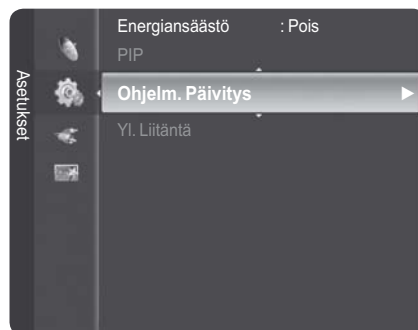 Asetukset
Energiansäästö : Pois
PIP
Ohjelm. Päivitys
Yl. Liitäntä